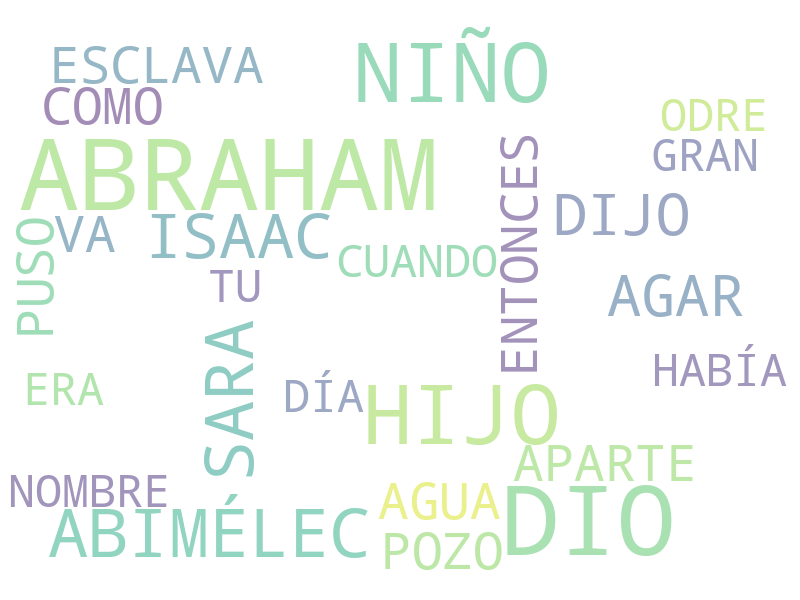 ESCLAVA
NIÑO
COMO
ODRE
ABRAHAM
GRAN
ENTONCES
DIJO
PUSO
VA
ISAAC
CUANDO
TU
AGAR
SARA
HABÍA
ERA
DÍA
HIJO
APARTE
NOMBRE
AGUA
DIO
ABIMÉLEC
POZO